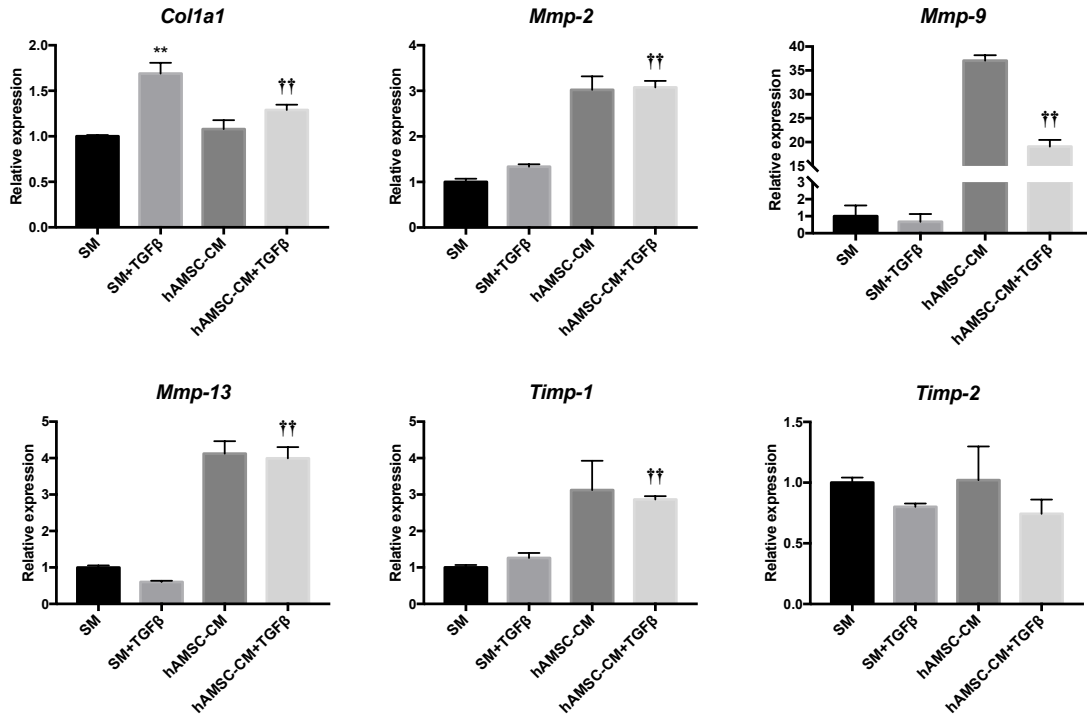 Col1a1
Relative expression
2.0
1.5
1.0
0.5
0.0
**
††
SM
SM+TGFβ
hAMSC-CM
hAMSC-CM+TGFβ
Mmp-2
Relative expression
4
3
2
1
0
††
SM
SM+TGFβ
hAMSC-CM
hAMSC-CM+TGFβ
Mmp-9
Relative expression
40
35
30
25
20
15
3
2
1
0
††
SM
SM+TGFβ
hAMSC-CM
hAMSC-CM+TGFβ
Mmp-13
Relative expression
5
4
3
2
1
0
††
SM
SM+TGFβ
hAMSC-CM
hAMSC-CM+TGFβ
Timp-1
Relative expression
5
4
3
2
1
0
††
SM
SM+TGFβ
hAMSC-CM
hAMSC-CM+TGFβ
Timp-2
Relative expression
1.5
1.0
0.5
0.0
SM
SM+TGFβ
hAMSC-CM
hAMSC-CM+TGFβ